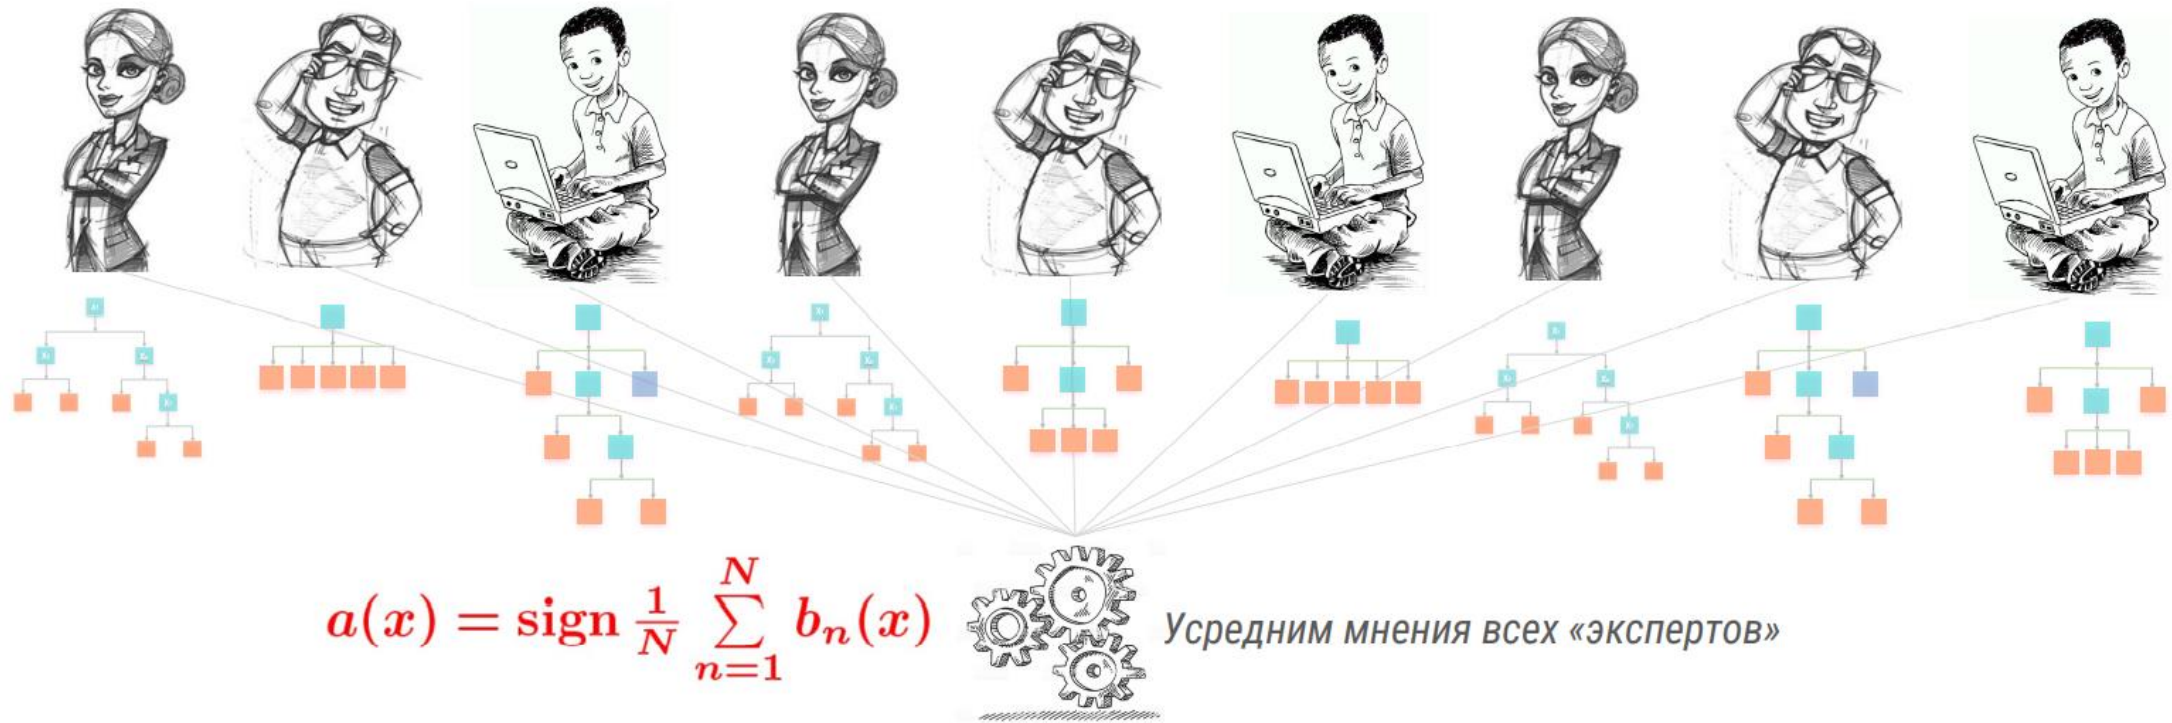 a(x) = sign 1/N ∑ b_n(x)
N
n=1
Усредним мнения всех «экспертов»